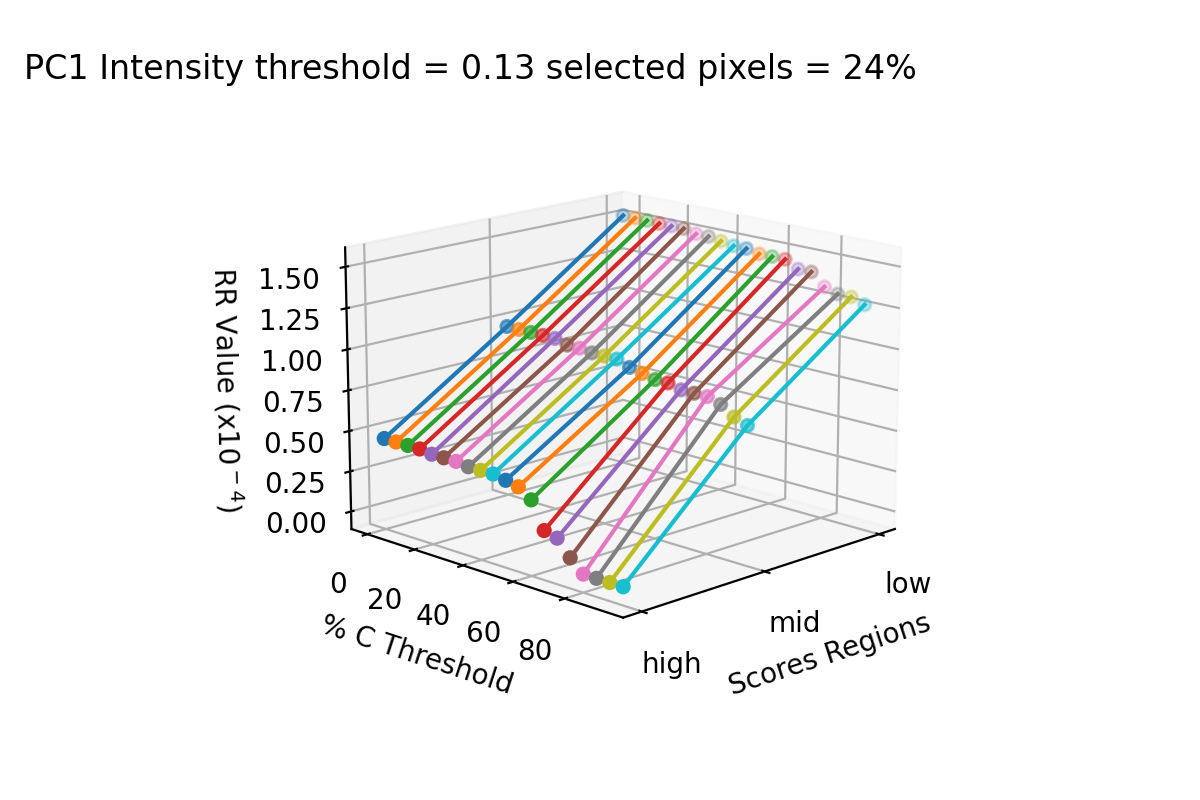 PC1 Intensity threshold = 0.13 selected pixels = 24%
RR Value (x10⁻⁴)
1.50
1.25
1.00
0.75
0.50
0.25
0.00
0
20
40
60
80
% C Threshold
high
mid
low
Scores Regions